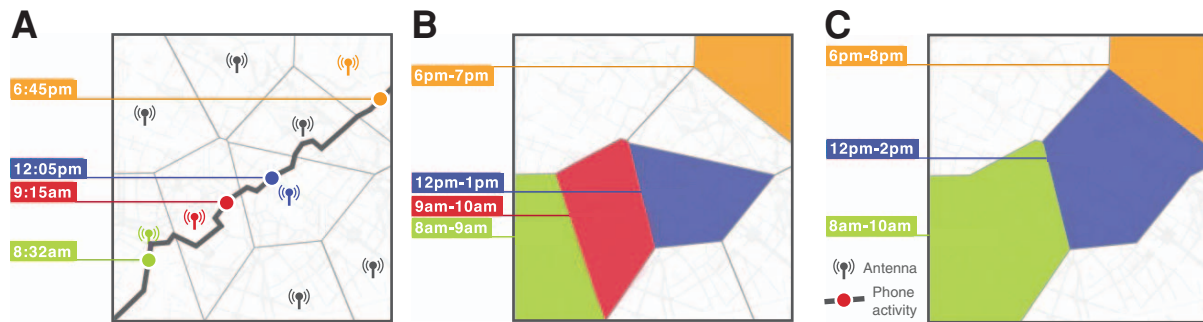 A
6:45pm
12:05pm
9:15am
8:32am
B
6pm-7pm
12pm-1pm
9am-10am
8am-9am
C
6pm-8pm
12pm-2pm
8am-10am
Antenna
Phone
activity